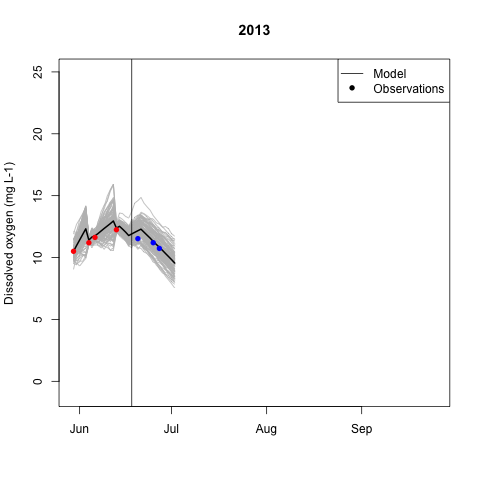 2013
Model
Observations
Dissolved oxygen (mg L-1)
25
20
15
10
5
0
Jun
Jul
Aug
Sep